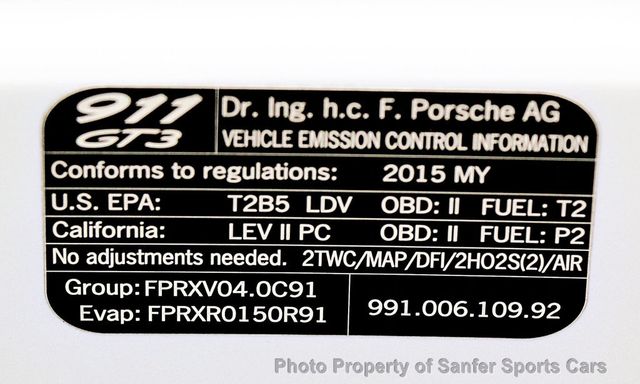 911 GT3
Dr. Ing. h.c. F. Porsche AG
VEHICLE EMISSION CONTROL INFORMATION
Conforms to regulations: 2015 MY
U.S. EPA: T2B5 LDV OBD: II FUEL: T2
California: LEV II PC OBD: II FUEL: P2
No adjustments needed. 2TWC/MAP/DFI/2HO2S(2)/AIR
Group: FPRXV04.0C91
Evap: FPRXR0150R91
991.006.109.92
Photo Property of Sanfer Sports Cars